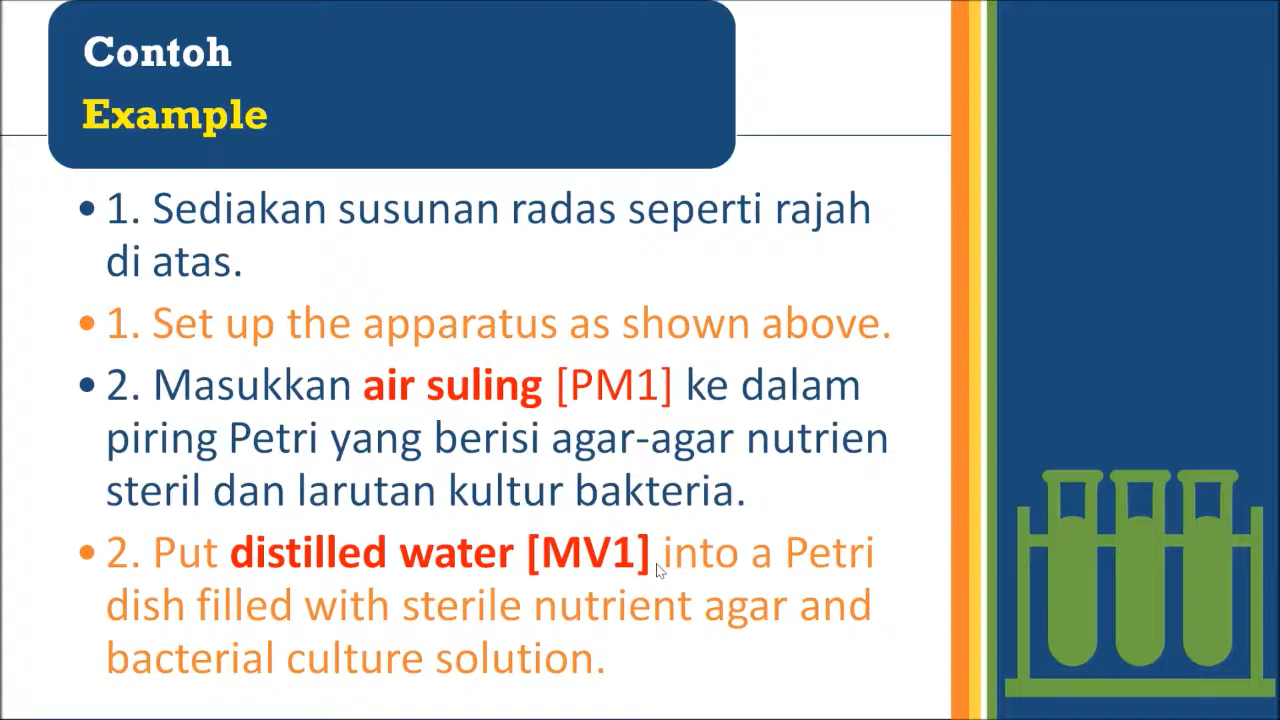 Contoh
Example
• 1. Sediakan susunan radas seperti rajah
di atas.
• 1. Set up the apparatus as shown above.
• 2. Masukkan air suling [PM1] ke dalam
piring Petri yang berisi agar-agar nutrien
steril dan larutan kultur bakteria.
• 2. Put distilled water [MV1] into a Petri
dish filled with sterile nutrient agar and
bacterial culture solution.